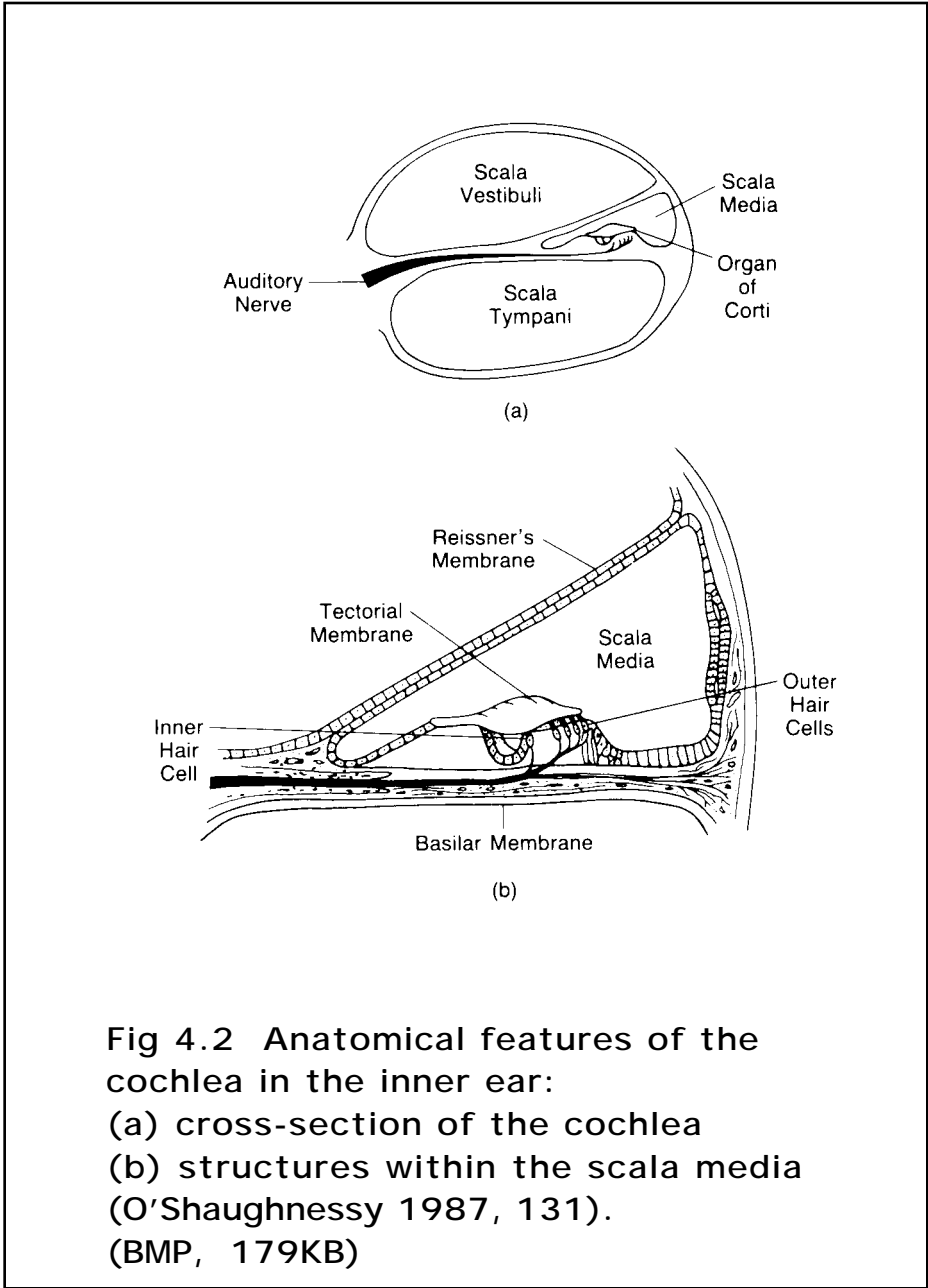 Scala
Vestibuli
Scala
Media
Auditory
Nerve
Scala
Tympani
Organ
of
Corti
(a)
Reissner's
Membrane
Tectorial
Membrane
Scala
Media
Inner
Hair
Cell
Outer
Hair
Cells
Basilar Membrane
(b)
Fig 4.2 Anatomical features of the
cochlea in the inner ear:
(a) cross-section of the cochlea
(b) structures within the scala media
(O'Shaughnessy 1987, 131).
(BMP, 179KB)